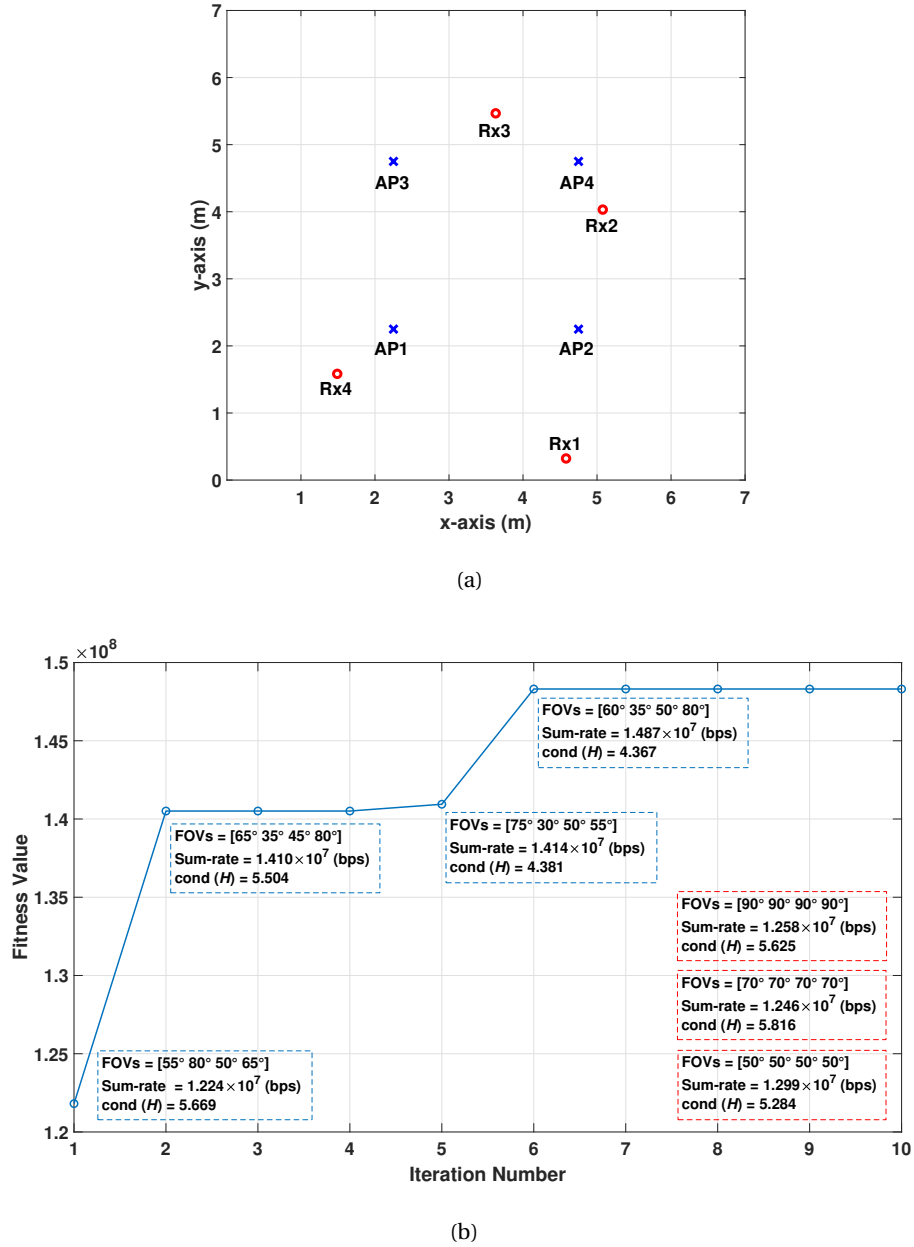 7
6
5
4
3
2
1
0
y-axis (m)
Rx3
AP3
AP4
Rx2
AP1
AP2
Rx4
Rx1
1 2 3 4 5 6 7
x-axis (m)
(a)
×10^8
1.5
1.45
1.4
1.35
1.3
1.25
1.2
Fitness Value
FOVs = [60° 35° 50° 80°]
Sum-rate = 1.487×10^7 (bps)
cond (H) = 4.367
FOVs = [65° 35° 45° 80°]
Sum-rate = 1.410×10^7 (bps)
cond (H) = 5.504
FOVs = [75° 30° 50° 55°]
Sum-rate = 1.414×10^7 (bps)
cond (H) = 4.381
FOVs = [90° 90° 90° 90°]
Sum-rate = 1.258×10^7 (bps)
cond (H) = 5.625
FOVs = [70° 70° 70° 70°]
Sum-rate = 1.246×10^7 (bps)
cond (H) = 5.816
FOVs = [55° 80° 50° 65°]
Sum-rate = 1.224×10^7 (bps)
cond (H) = 5.669
FOVs = [50° 50° 50° 50°]
Sum-rate = 1.299×10^7 (bps)
cond (H) = 5.284
1 2 3 4 5 6 7 8 9 10
Iteration Number
(b)